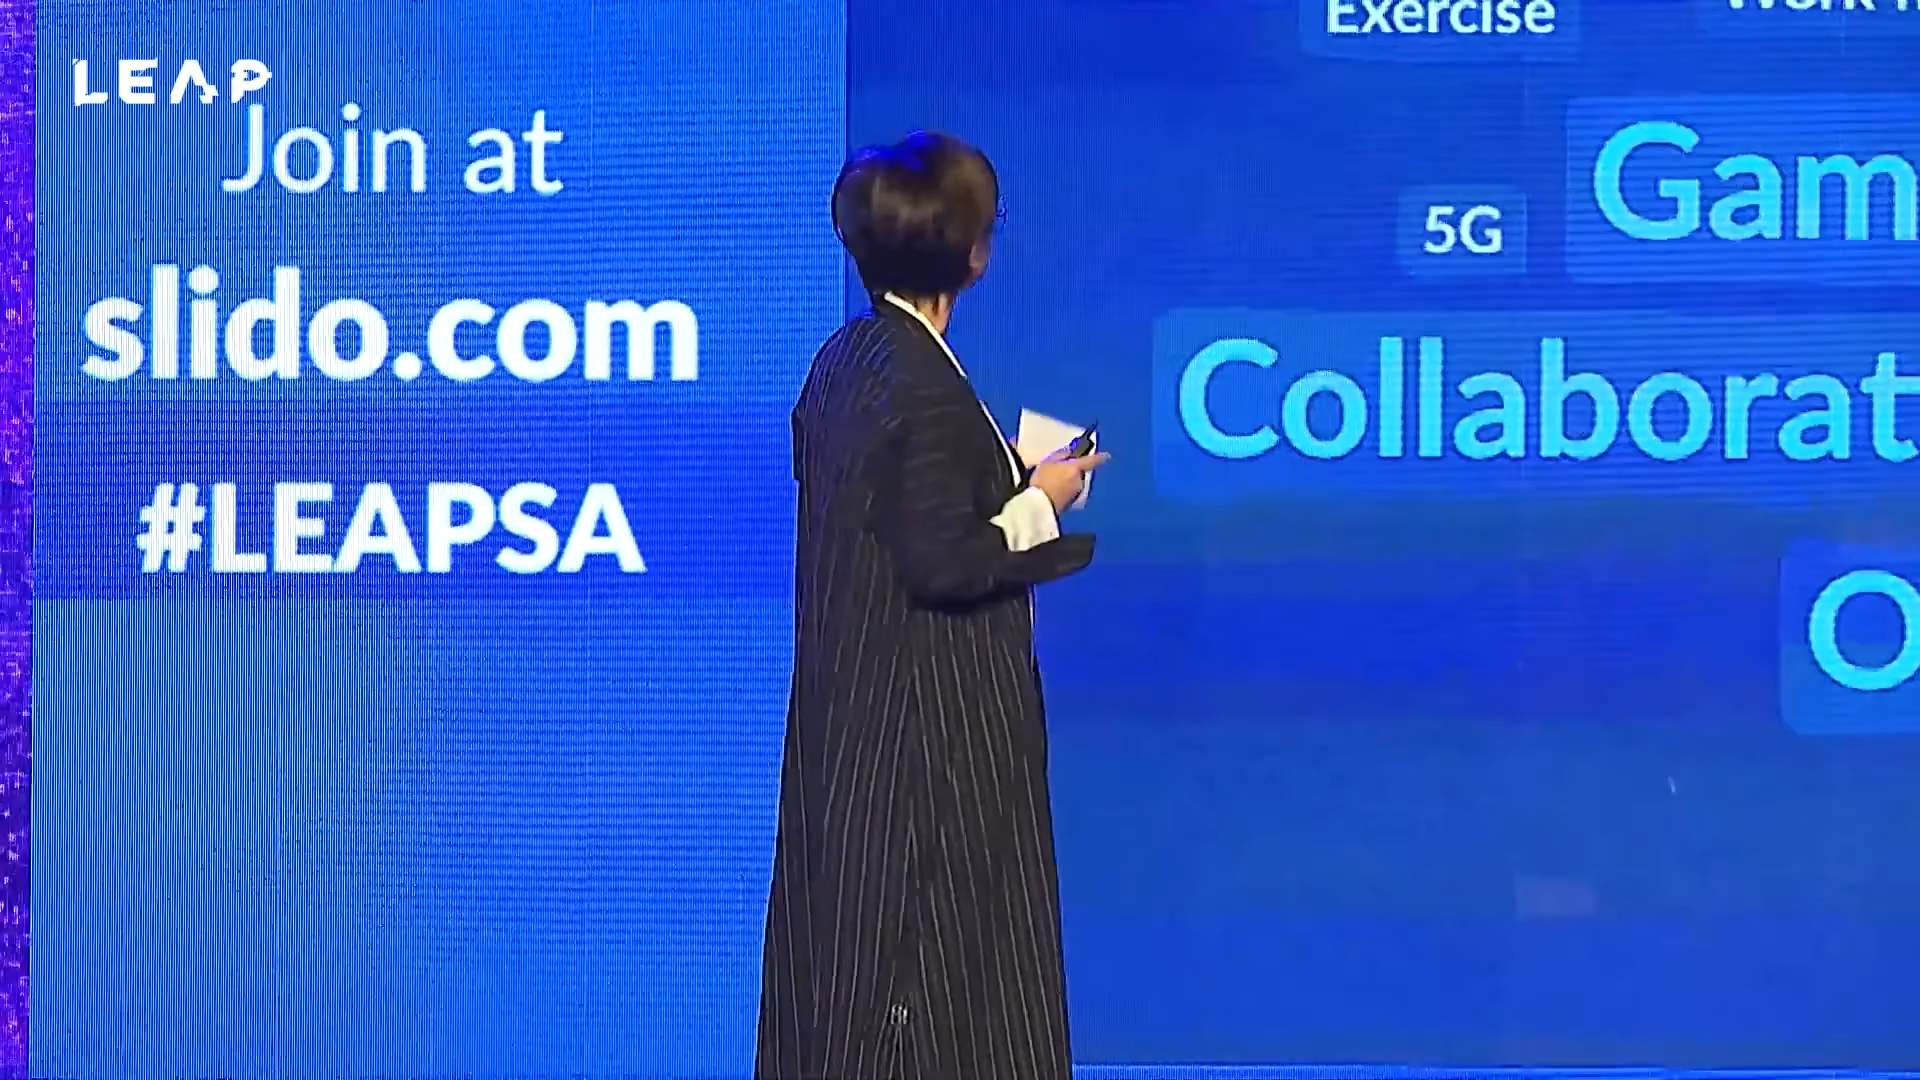 LEAP
Join at
slido.com
#LEAPSA
Exercise
5G
Gam
Collaborat
O